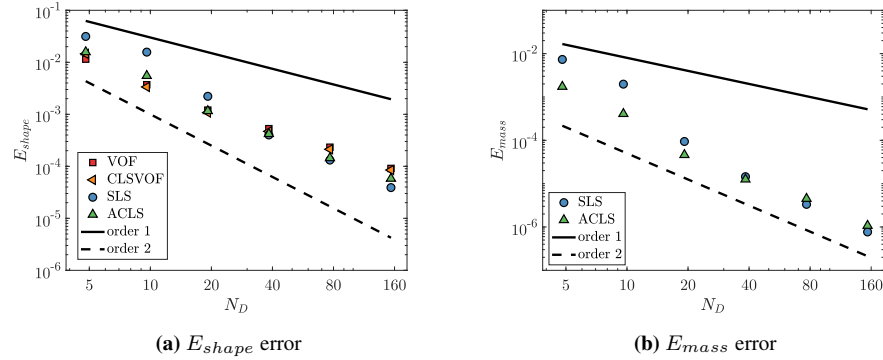 10^0
10^-1
10^-2
10^-3
10^-4
10^-5
10^-6
E_shape
VOF
CLSVOF
SLS
ACLS
order 1
order 2
5 10 20 40 80 160
N_D
(a) E_shape error
10^-2
10^-4
10^-6
E_mass
SLS
ACLS
order 1
order 2
5 10 20 40 80 160
N_D
(b) E_mass error